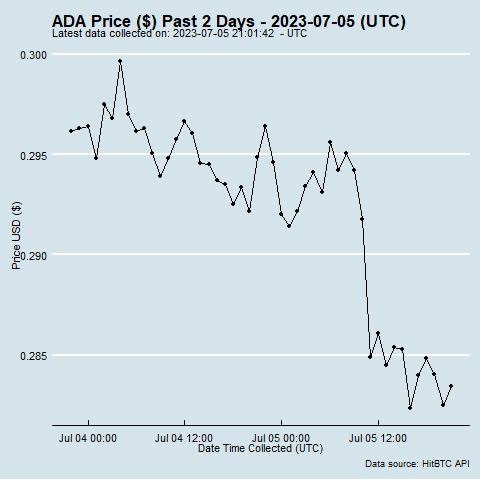 ADA Price ($) Past 2 Days - 2023-07-05 (UTC)
Latest data collected on: 2023-07-05 21:01:42  - UTC
0.300
0.295
0.290
0.285
Price USD ($)
Jul 04 00:00
Jul 04 12:00
Jul 05 00:00
Jul 05 12:00
Date Time Collected (UTC)
Data source: HitBTC API